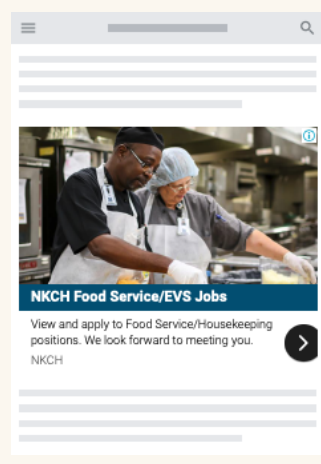 NKCH Food Service/EVS Jobs
View and apply to Food Service/Housekeeping
positions. We look forward to meeting you.
NKCH